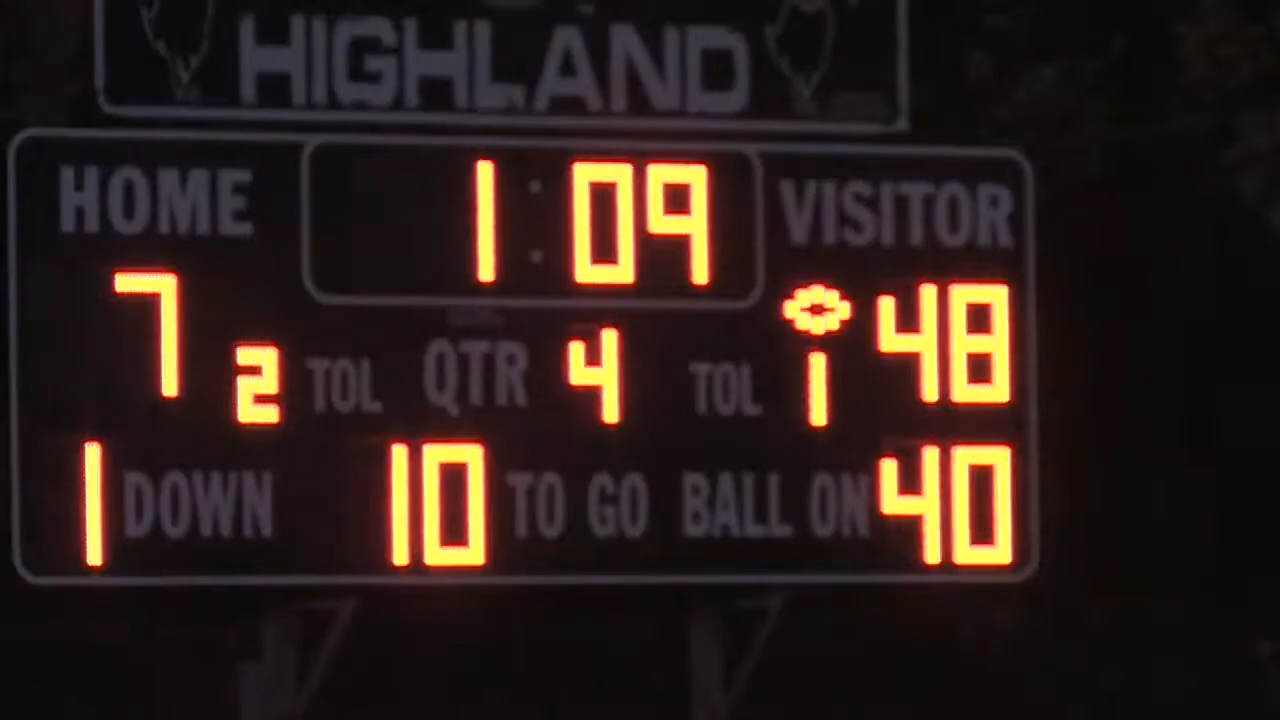 HIGHLAND
HOME 1:09 VISITOR
7 2 TOL QTR 4 TOL 1 48
1 DOWN 10 TO GO BALL ON 40